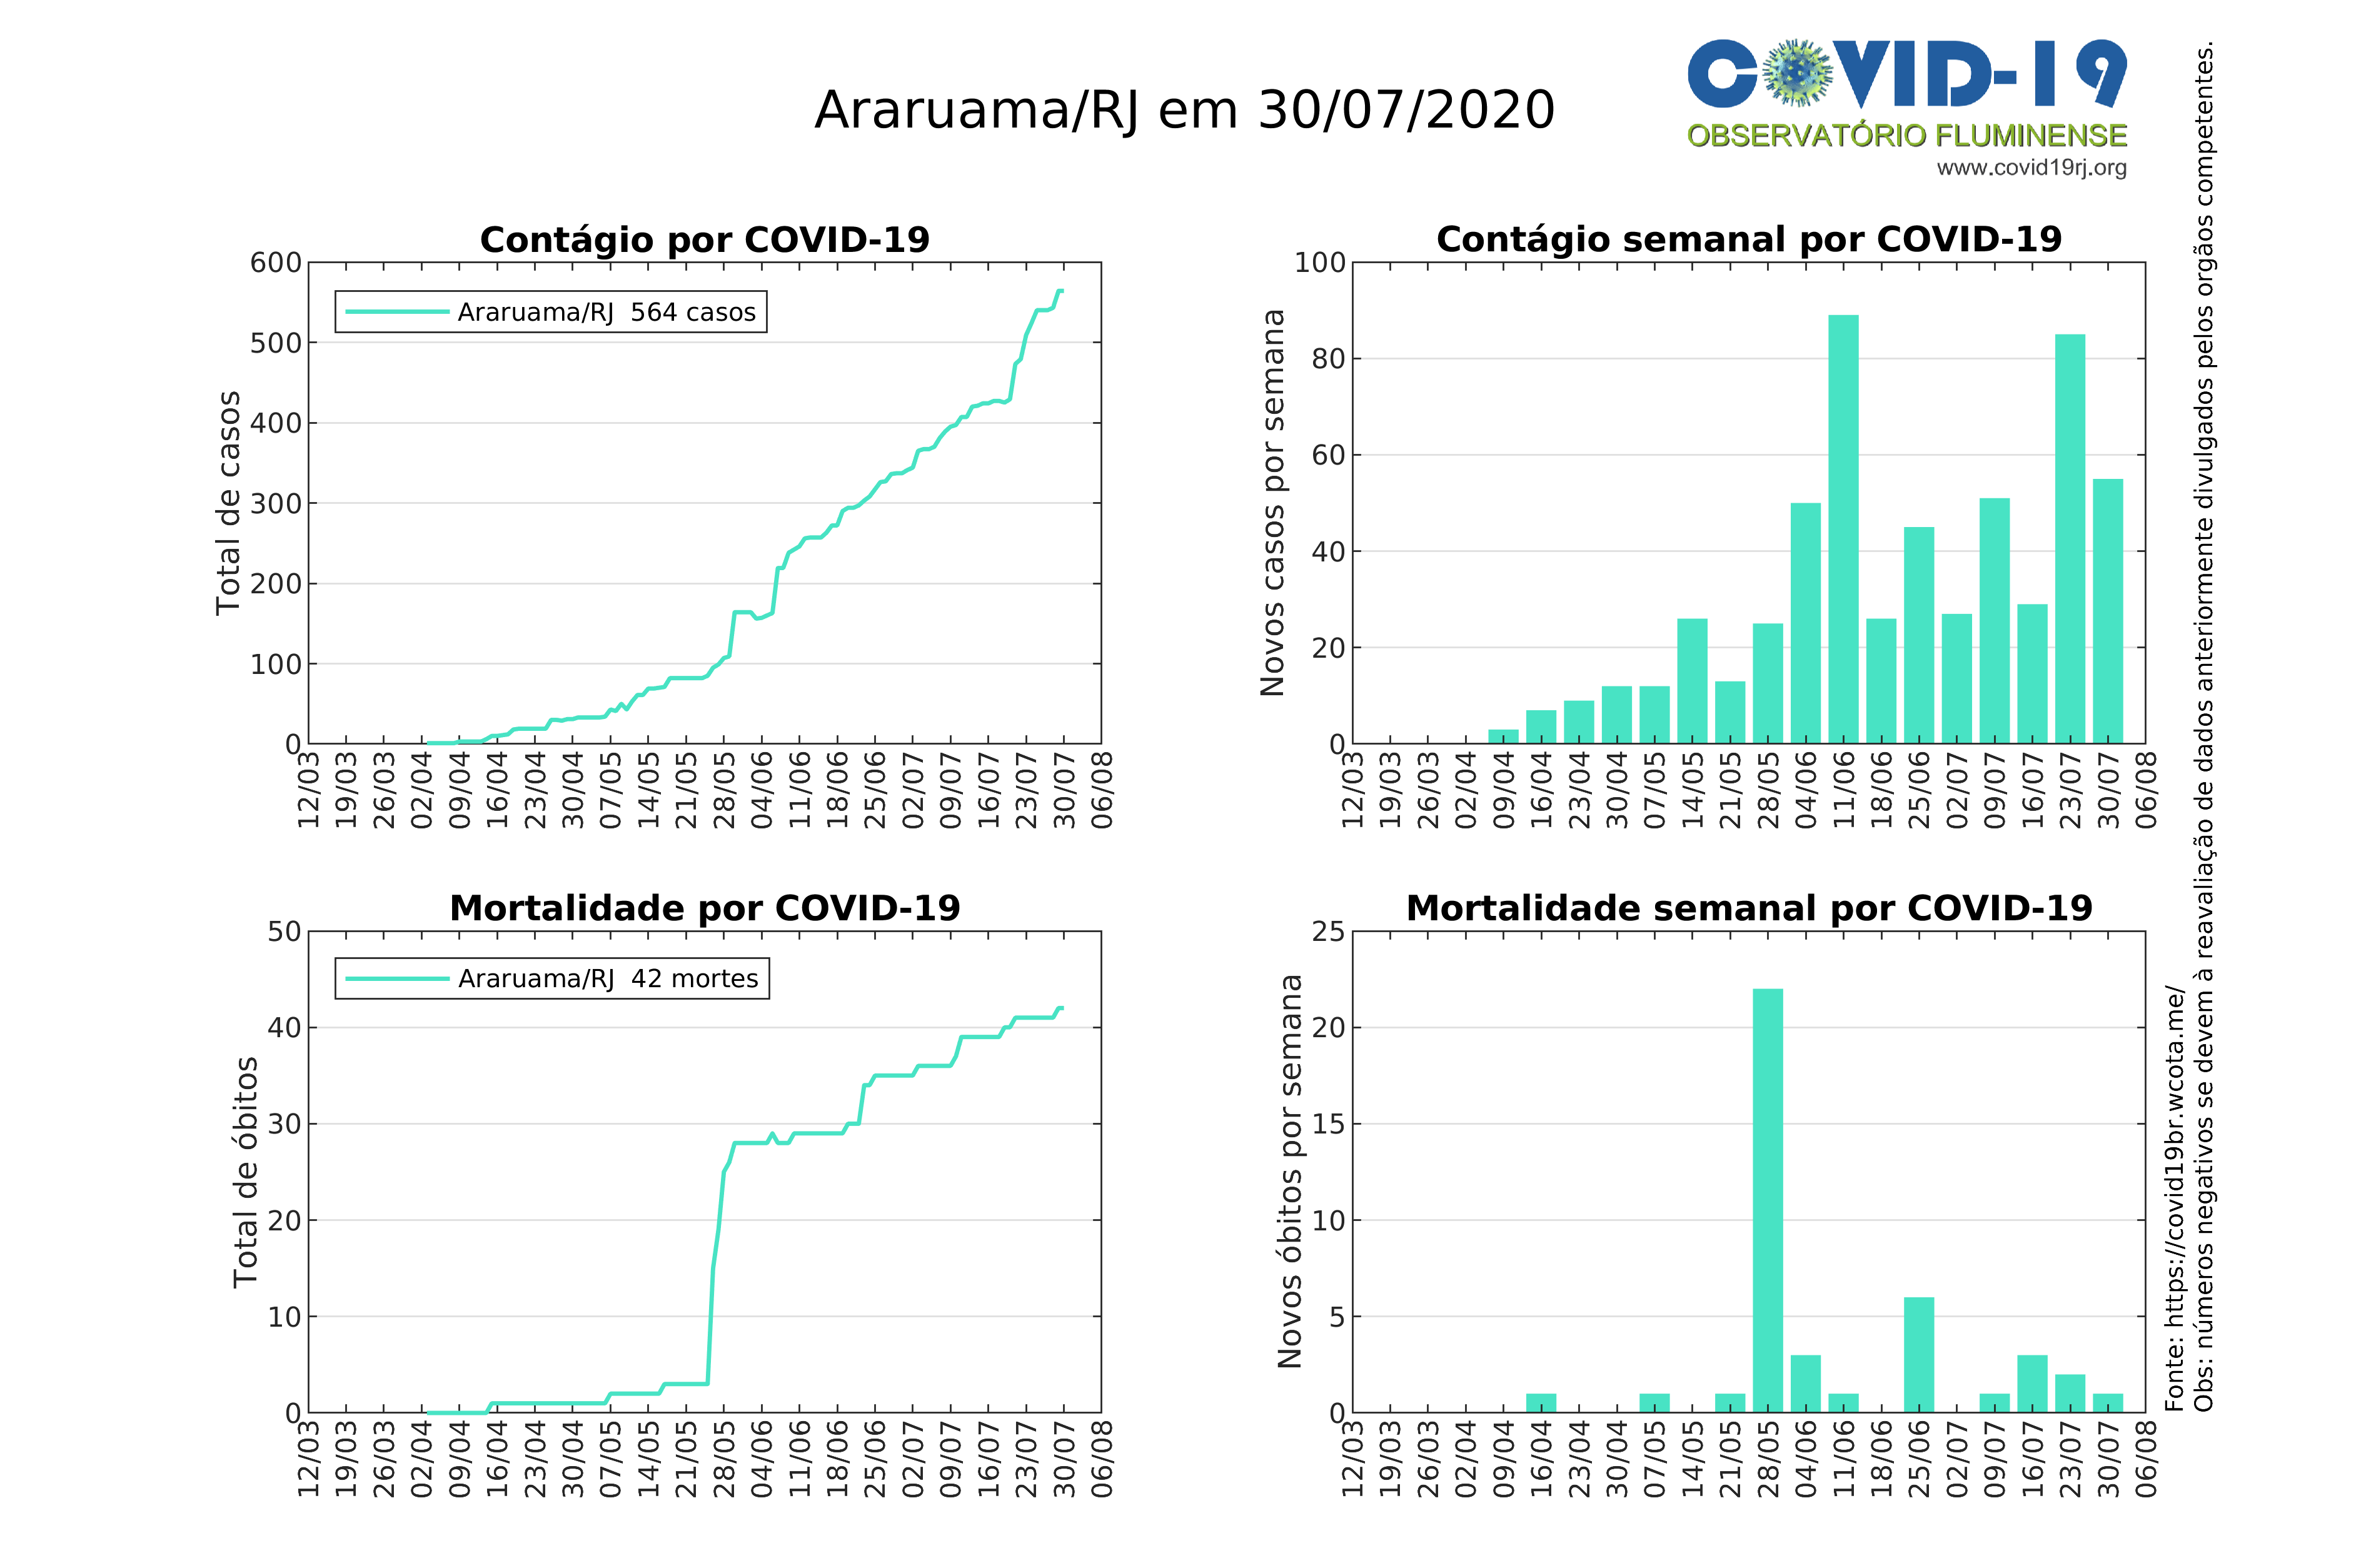 Araruama/RJ em 30/07/2020
COVID-19
OBSERVATÓRIO FLUMINENSE
www.covid19rj.org
Contágio por COVID-19
Total de casos
600
500
400
300
200
100
0
Araruama/RJ 564 casos
12/03 19/03 26/03 02/04 09/04 16/04 23/04 30/04 07/05 14/05 21/05 28/05 04/06 11/06 18/06 25/06 02/07 09/07 16/07 23/07 30/07 06/08
Contágio semanal por COVID-19
Novos casos por semana
100
80
60
40
20
0
12/03 19/03 26/03 02/04 09/04 16/04 23/04 30/04 07/05 14/05 21/05 28/05 04/06 11/06 18/06 25/06 02/07 09/07 16/07 23/07 30/07 06/08
Mortalidade por COVID-19
Total de óbitos
50
40
30
20
10
0
Araruama/RJ 42 mortes
12/03 19/03 26/03 02/04 09/04 16/04 23/04 30/04 07/05 14/05 21/05 28/05 04/06 11/06 18/06 25/06 02/07 09/07 16/07 23/07 30/07 06/08
Mortalidade semanal por COVID-19
Novos óbitos por semana
25
20
15
10
5
0
12/03 19/03 26/03 02/04 09/04 16/04 23/04 30/04 07/05 14/05 21/05 28/05 04/06 11/06 18/06 25/06 02/07 09/07 16/07 23/07 30/07 06/08
Fonte: https://covid19br.wcota.me/
Obs: números negativos se devem à reavaliação de dados anteriormente divulgados pelos orgãos competentes.